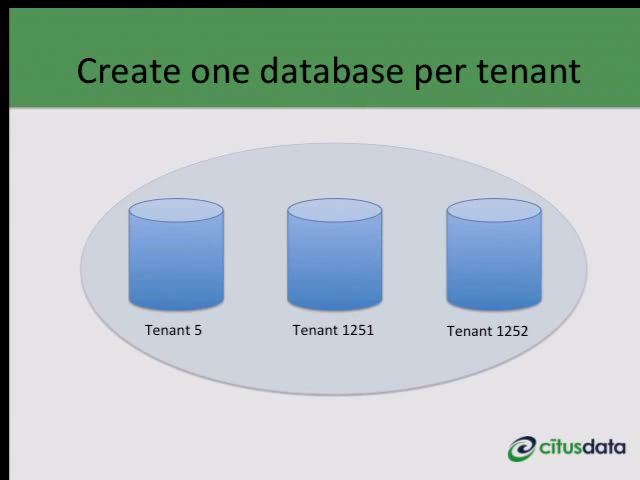 Create one database per tenant
Tenant 5
Tenant 1251
Tenant 1252
citusdata